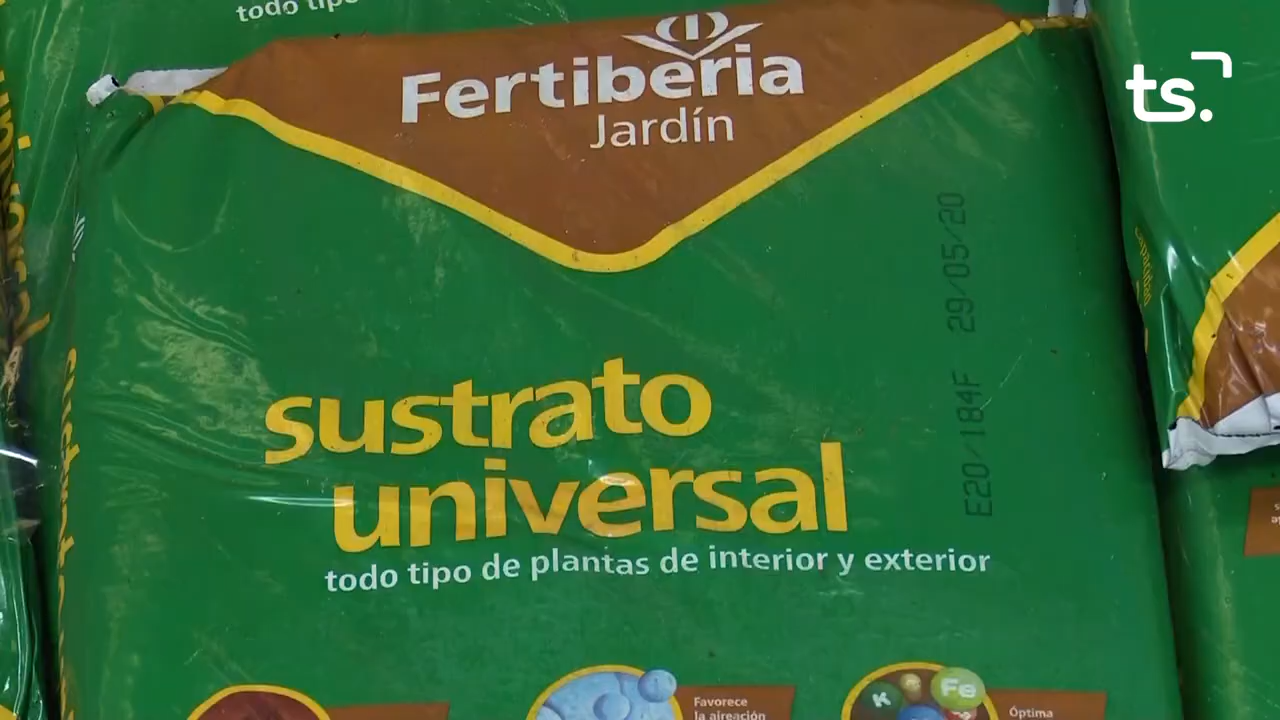 todo tipo
ts.
Fertiberia
Jardín
E20/184F 29/05/20
sustrato
universal
todo tipo de plantas de interior y exterior
K
Fe
Favorece
la aireación
Óptima